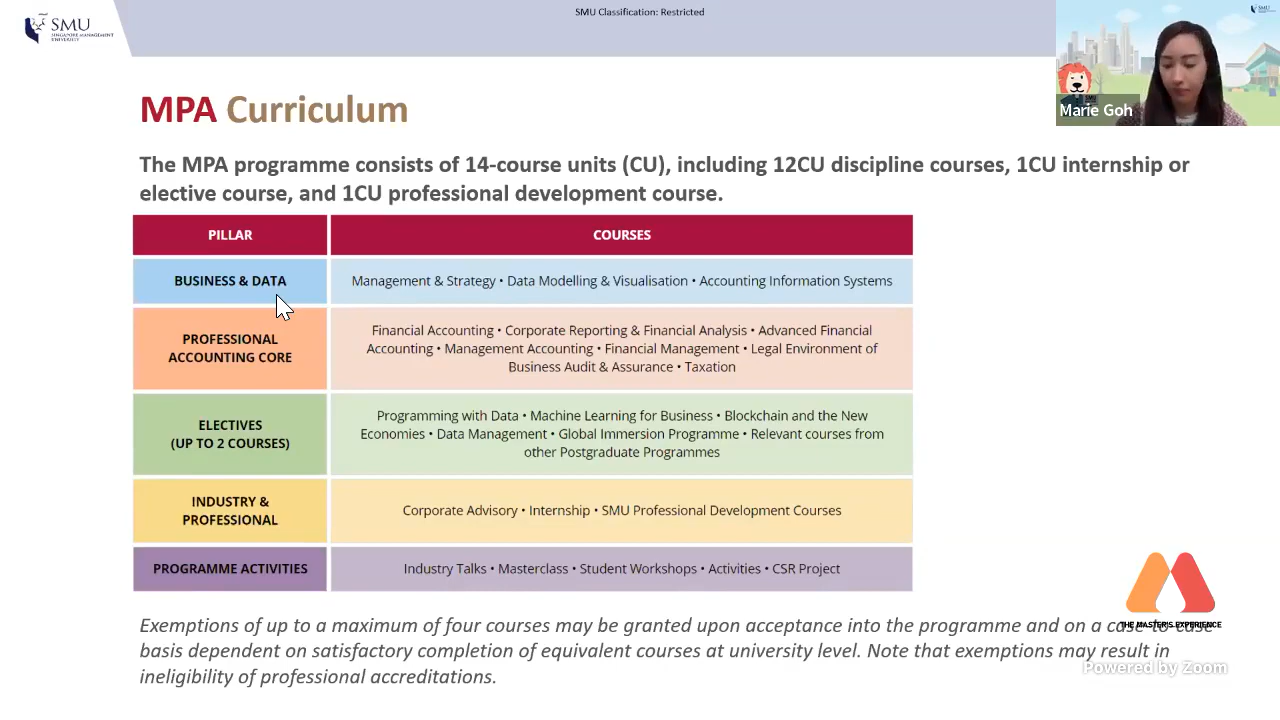 SMU Classification: Restricted
SMU
SINGAPORE MANAGEMENT
UNIVERSITY
SMU
Marie Goh
MPA Curriculum
The MPA programme consists of 14-course units (CU), including 12CU discipline courses, 1CU internship or
elective course, and 1CU professional development course.
PILLAR
COURSES
BUSINESS & DATA
Management & Strategy • Data Modelling & Visualisation • Accounting Information Systems
PROFESSIONAL
ACCOUNTING CORE
Financial Accounting • Corporate Reporting & Financial Analysis • Advanced Financial
Accounting • Management Accounting • Financial Management • Legal Environment of
Business Audit & Assurance • Taxation
ELECTIVES
(UP TO 2 COURSES)
Programming with Data • Machine Learning for Business • Blockchain and the New
Economies • Data Management • Global Immersion Programme • Relevant courses from
other Postgraduate Programmes
INDUSTRY &
PROFESSIONAL
Corporate Advisory • Internship • SMU Professional Development Courses
PROGRAMME ACTIVITIES
Industry Talks • Masterclass • Student Workshops • Activities • CSR Project
Exemptions of up to a maximum of four courses may be granted upon acceptance into the programme and on a case-to-case
basis dependent on satisfactory completion of equivalent courses at university level. Note that exemptions may result in
ineligibility of professional accreditations.
THE MASTER'S EXPERIENCE
Powered by Zoom